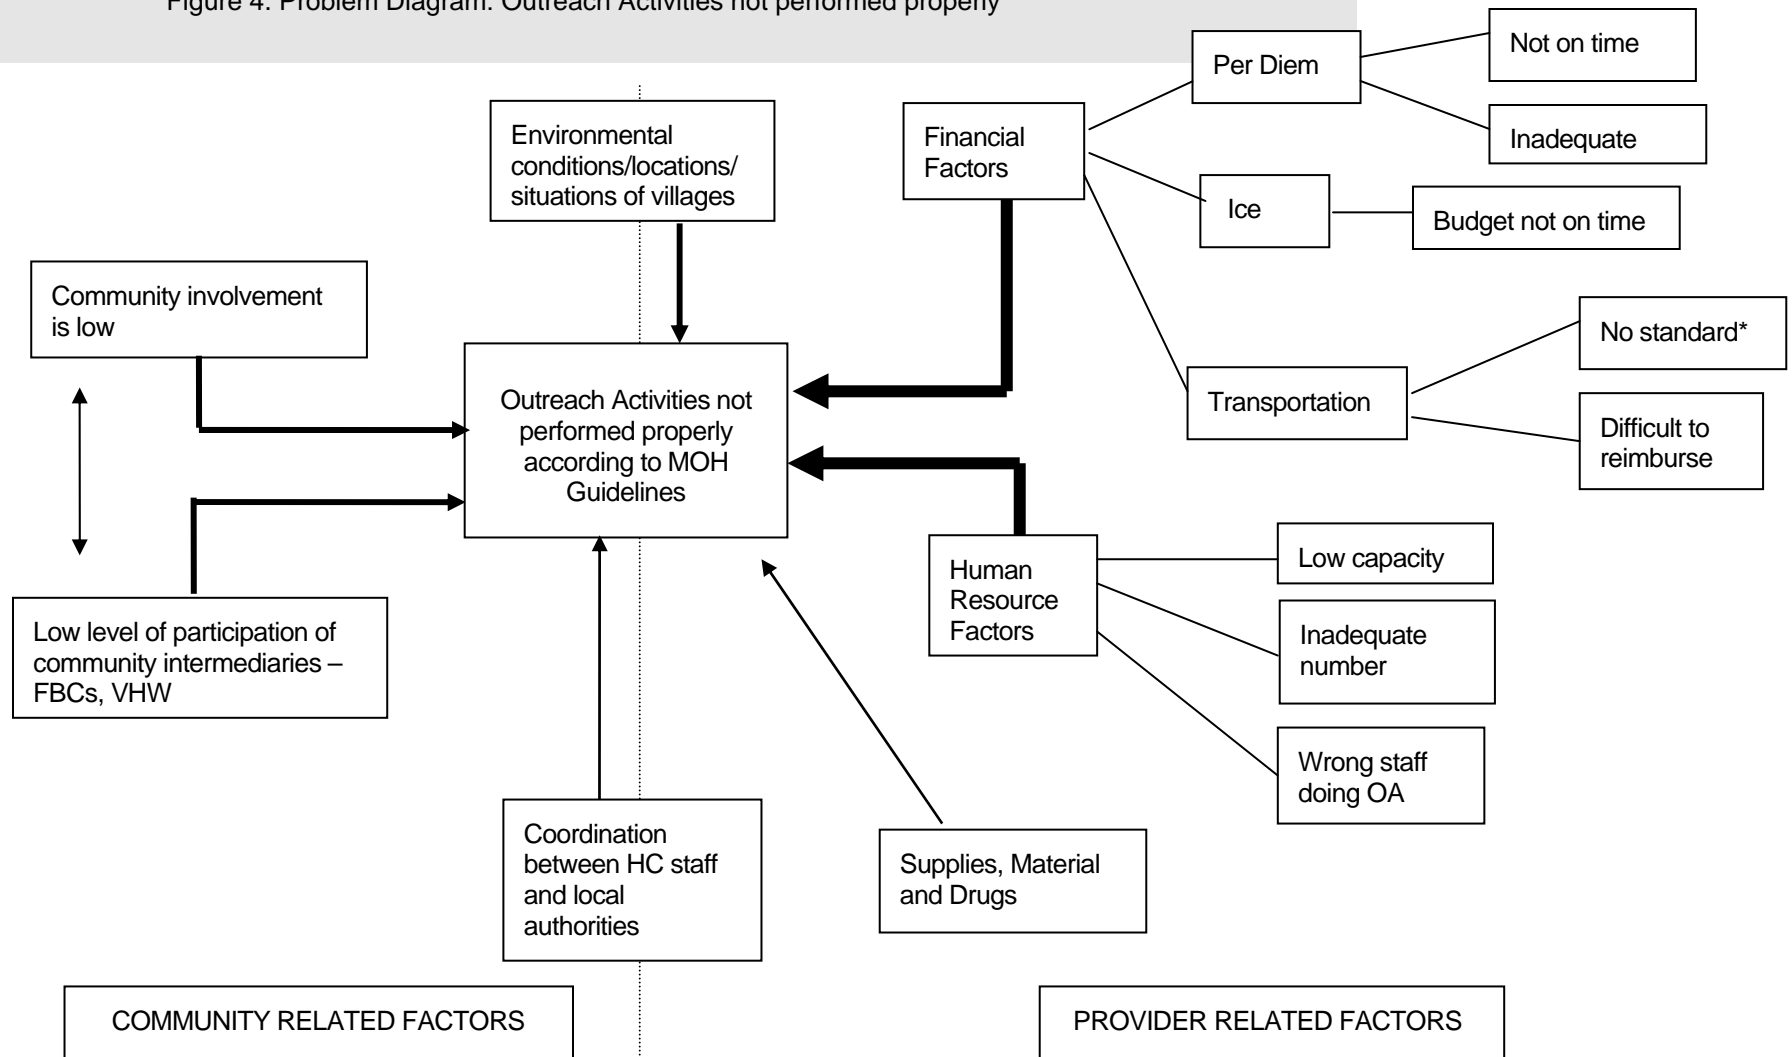 Figure 4. Problem Diagram: Outreach Activities not performed properly
Not on time
Per Diem
Inadequate
Environmental
conditions/locations/
situations of villages
Financial
Factors
Ice
Budget not on time
Community involvement
is low
No standard*
Transportation
Difficult to
reimburse
Outreach Activities not
performed properly
according to MOH
Guidelines
Low level of participation of
community intermediaries –
FBCs, VHW
Human
Resource
Factors
Low capacity
Inadequate
number
Wrong staff
doing OA
Coordination
between HC staff
and local
authorities
Supplies, Material
and Drugs
COMMUNITY RELATED FACTORS
PROVIDER RELATED FACTORS